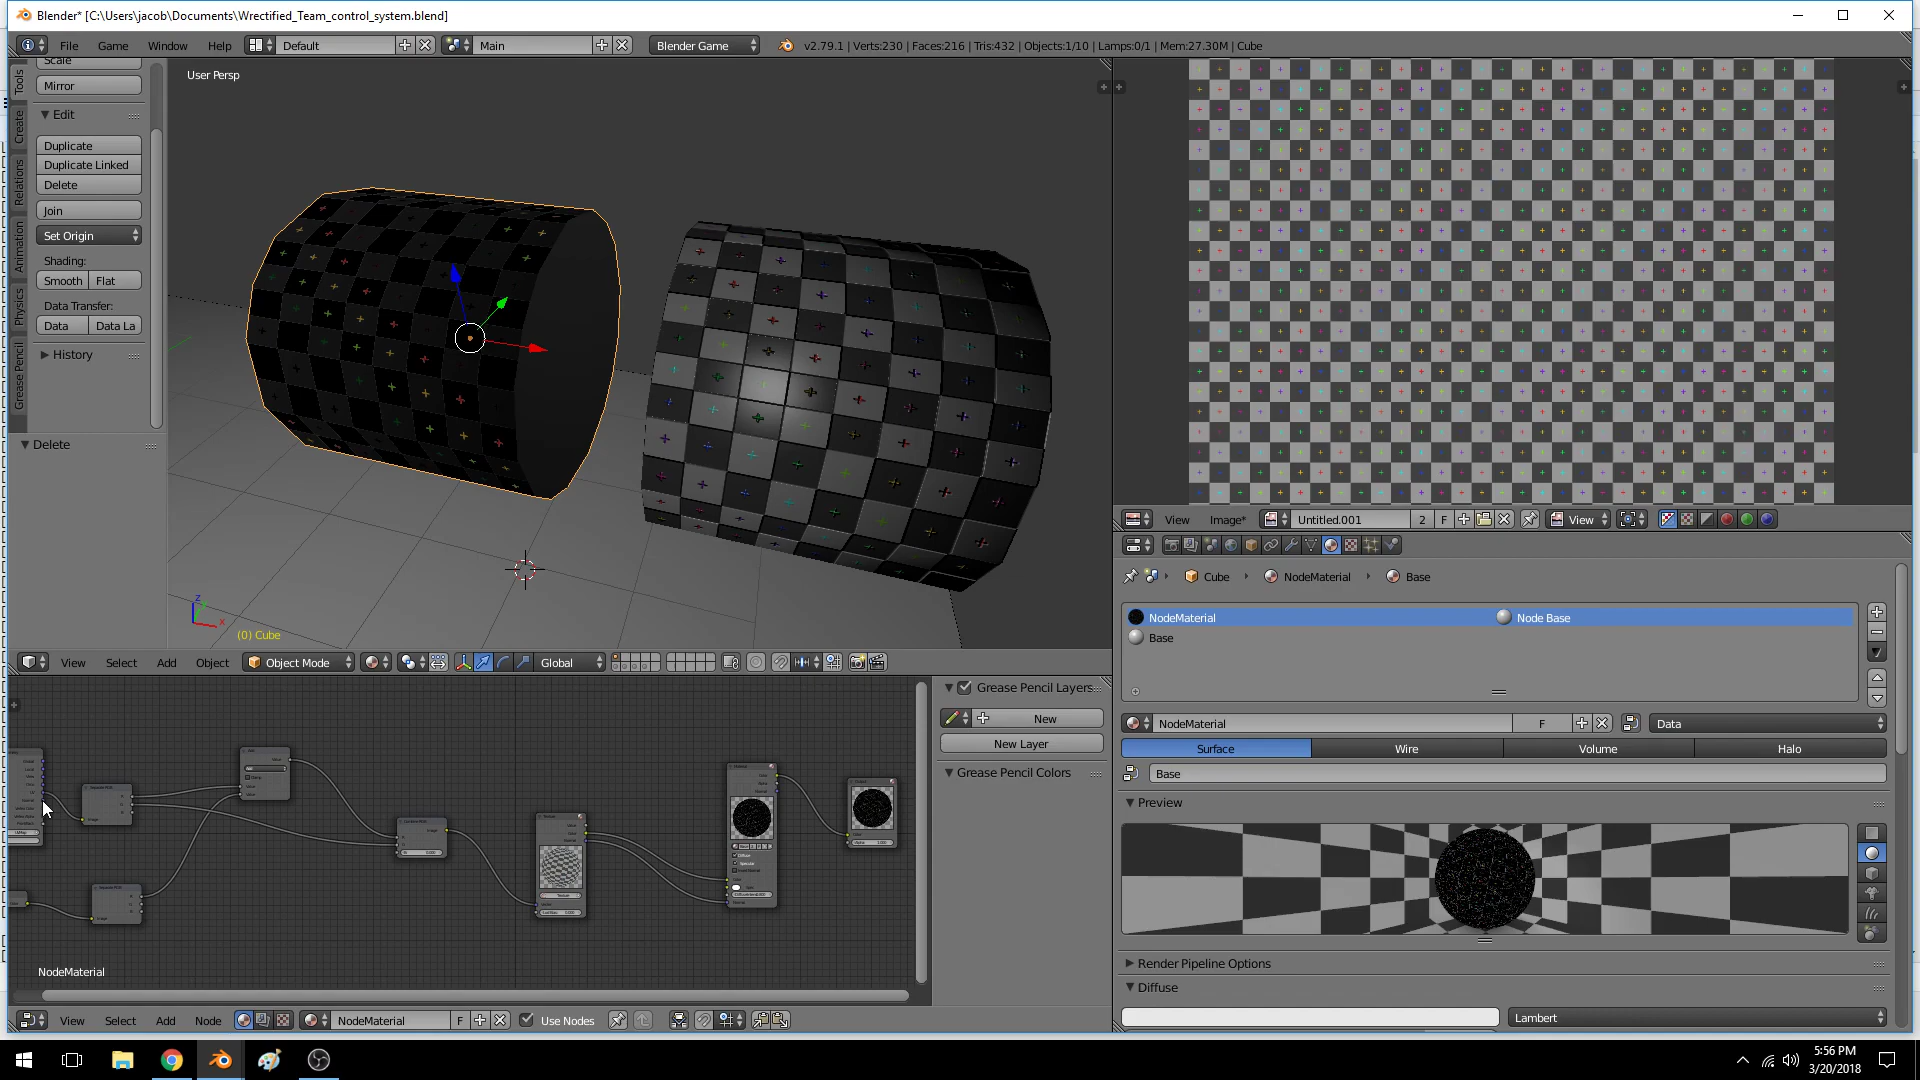 Blender* [C:\Users\jacob\Documents\Wrectified_Team_control_system.blend]
File Game Window Help Default Main Blender Game v2.79.1 | Verts:230 | Faces:216 | Tris:432 | Objects:1/10 | Lamps:0/1 | Mem:27.30M | Cube
Tools
Create
Relations
Animation
Physics
Grease Pencil
Scale
Mirror
Edit
Duplicate
Duplicate Linked
Delete
Join
Set Origin
Shading:
Smooth Flat
Data Transfer:
Data Data La
History
Delete
User Persp
z
x
(0) Cube
View Select Add Object Object Mode Global
View Image* Untitled.001 2 F View
Cube NodeMaterial Base
NodeMaterial Node Base
Base
NodeMaterial F Data
Surface Wire Volume Halo
Base
Preview
Render Pipeline Options
Diffuse
Lambert
Grease Pencil Layers
New
New Layer
Grease Pencil Colors
NodeMaterial
View Select Add Node NodeMaterial F Use Nodes
5:56 PM
3/20/2018